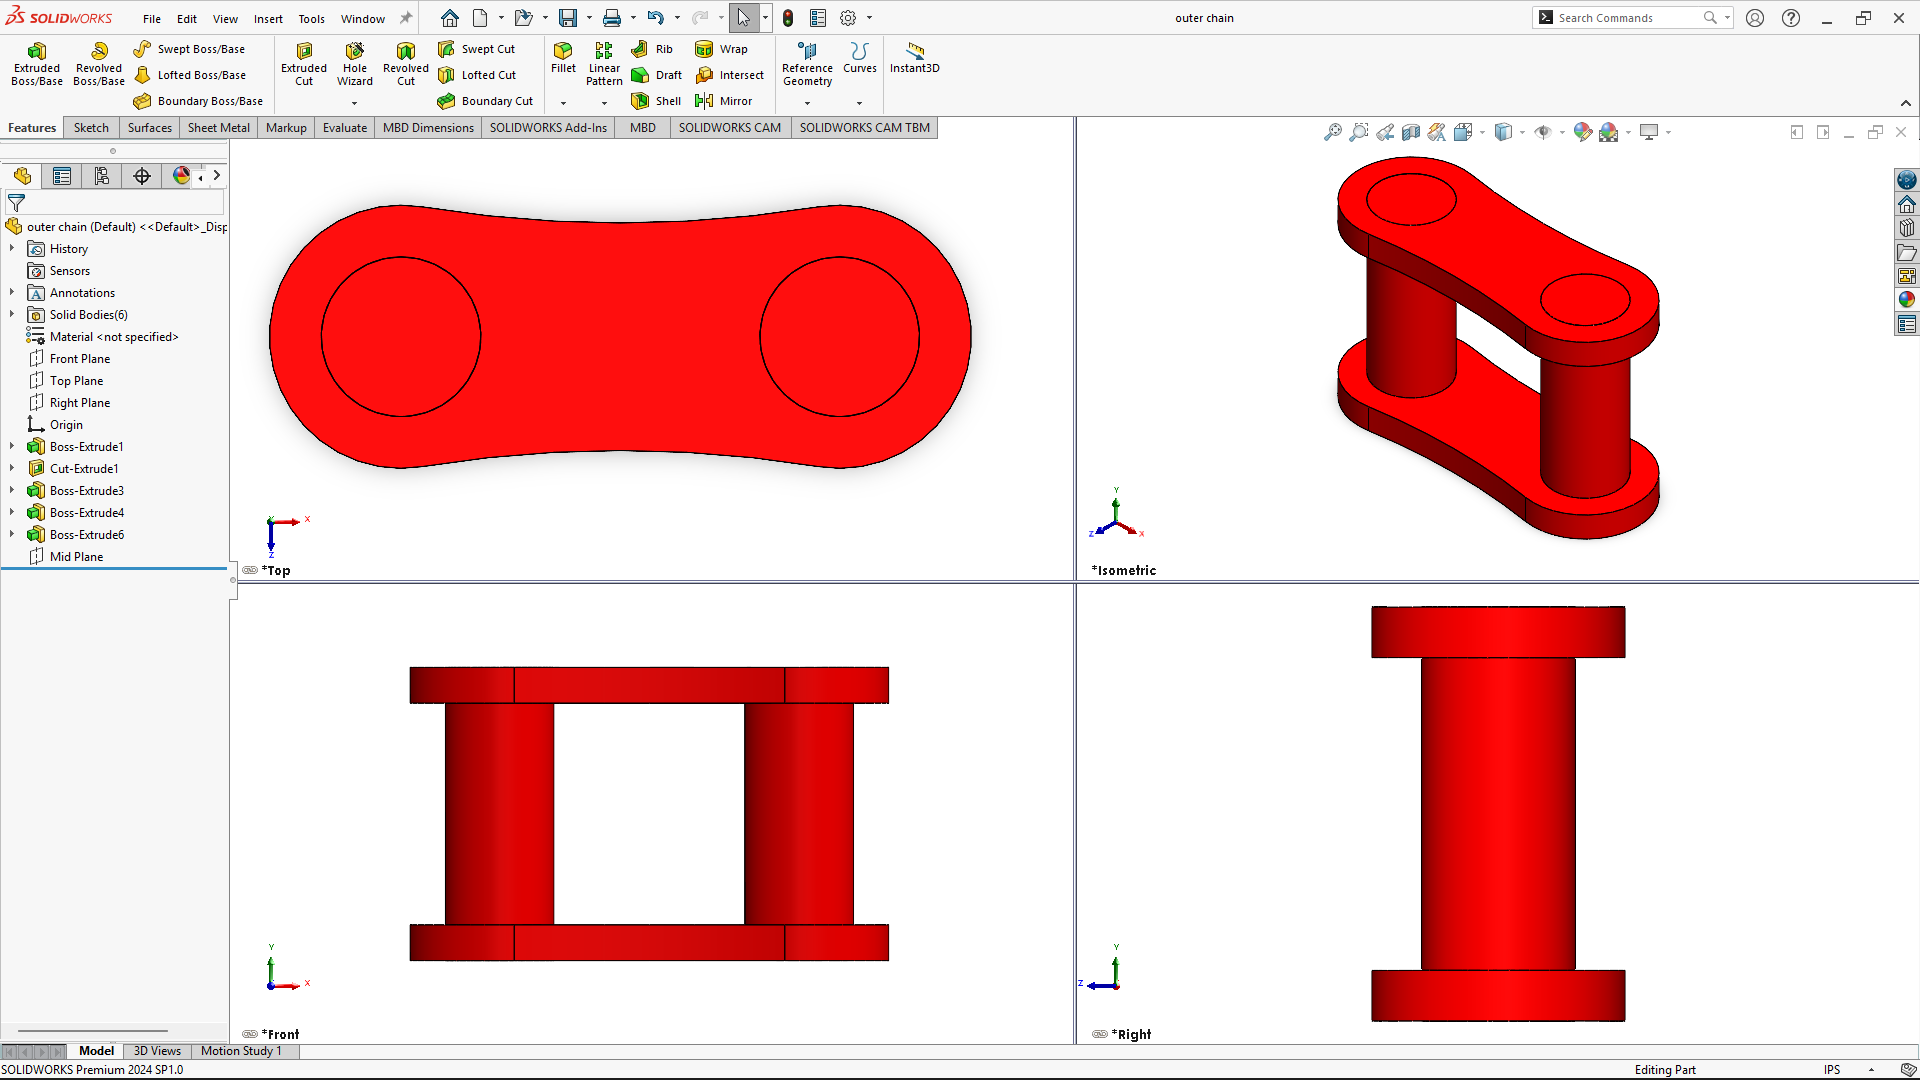 SOLIDWORKS File Edit View Insert Tools Window outer chain Search Commands
Extruded Boss/Base
Revolved Boss/Base
Swept Boss/Base
Lofted Boss/Base
Boundary Boss/Base
Extruded Cut
Hole Wizard
Revolved Cut
Swept Cut
Lofted Cut
Boundary Cut
Fillet
Linear Pattern
Rib
Draft
Shell
Wrap
Intersect
Mirror
Reference Geometry
Curves
Instant3D
Features Sketch Surfaces Sheet Metal Markup Evaluate MBD Dimensions SOLIDWORKS Add-Ins MBD SOLIDWORKS CAM SOLIDWORKS CAM TBM
outer chain (Default) <<Default>_Disp
History
Sensors
A Annotations
Solid Bodies(6)
Material <not specified>
Front Plane
Top Plane
Right Plane
Origin
Boss-Extrude1
Cut-Extrude1
Boss-Extrude3
Boss-Extrude4
Boss-Extrude6
Mid Plane
Y X Z
*Top
Y Z X
*Isometric
Y X
*Front
Y Z
*Right
Model 3D Views Motion Study 1
SOLIDWORKS Premium 2024 SP1.0 Editing Part IPS